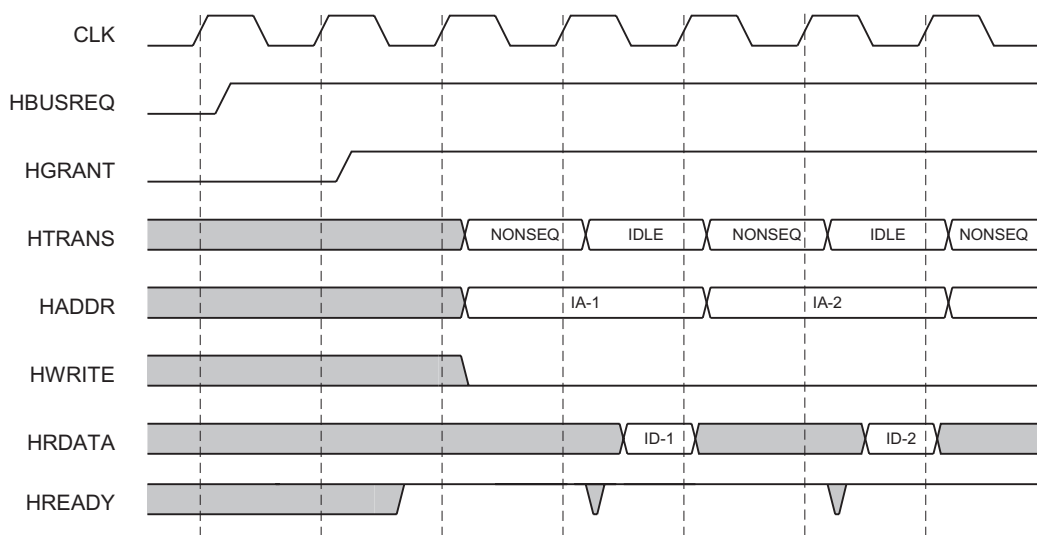 CLK
HBUSREQ
HGRANT
HTRANS NONSEQ IDLE NONSEQ IDLE NONSEQ
HADDR IA-1 IA-2
HWRITE
HRDATA ID-1 ID-2
HREADY